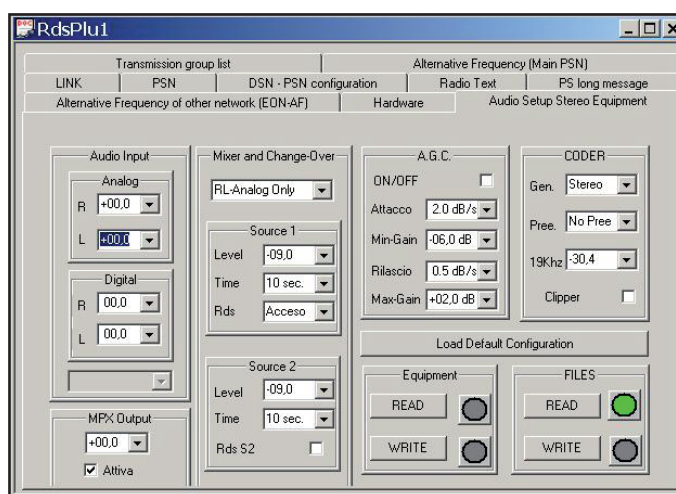 RdsPlu1
Transmission group list
Alternative Frequency (Main PSN)
LINK
PSN
DSN - PSN configuration
Radio Text
PS long message
Alternative Frequency of other network (EON-AF)
Hardware
Audio Setup Stereo Equipment
Audio Input
Analog
R +00,0
L +00,0
Digital
R 00,0
L 00,0
MPX Output
+00,0
Attiva
Mixer and Change-Over
RL-Analog Only
Source 1
Level -09,0
Time 10 sec.
Rds Acceso
Source 2
Level -09,0
Time 10 sec.
Rds S2
A.G.C.
ON/OFF
Attacco 2.0 dB/s
Min-Gain -06,0 dB
Rilascio 0.5 dB/s
Max-Gain +02,0 dB
CODER
Gen. Stereo
Pree. No Pree
19Khz -30,4
Clipper
Load Default Configuration
Equipment
READ
WRITE
FILES
READ
WRITE